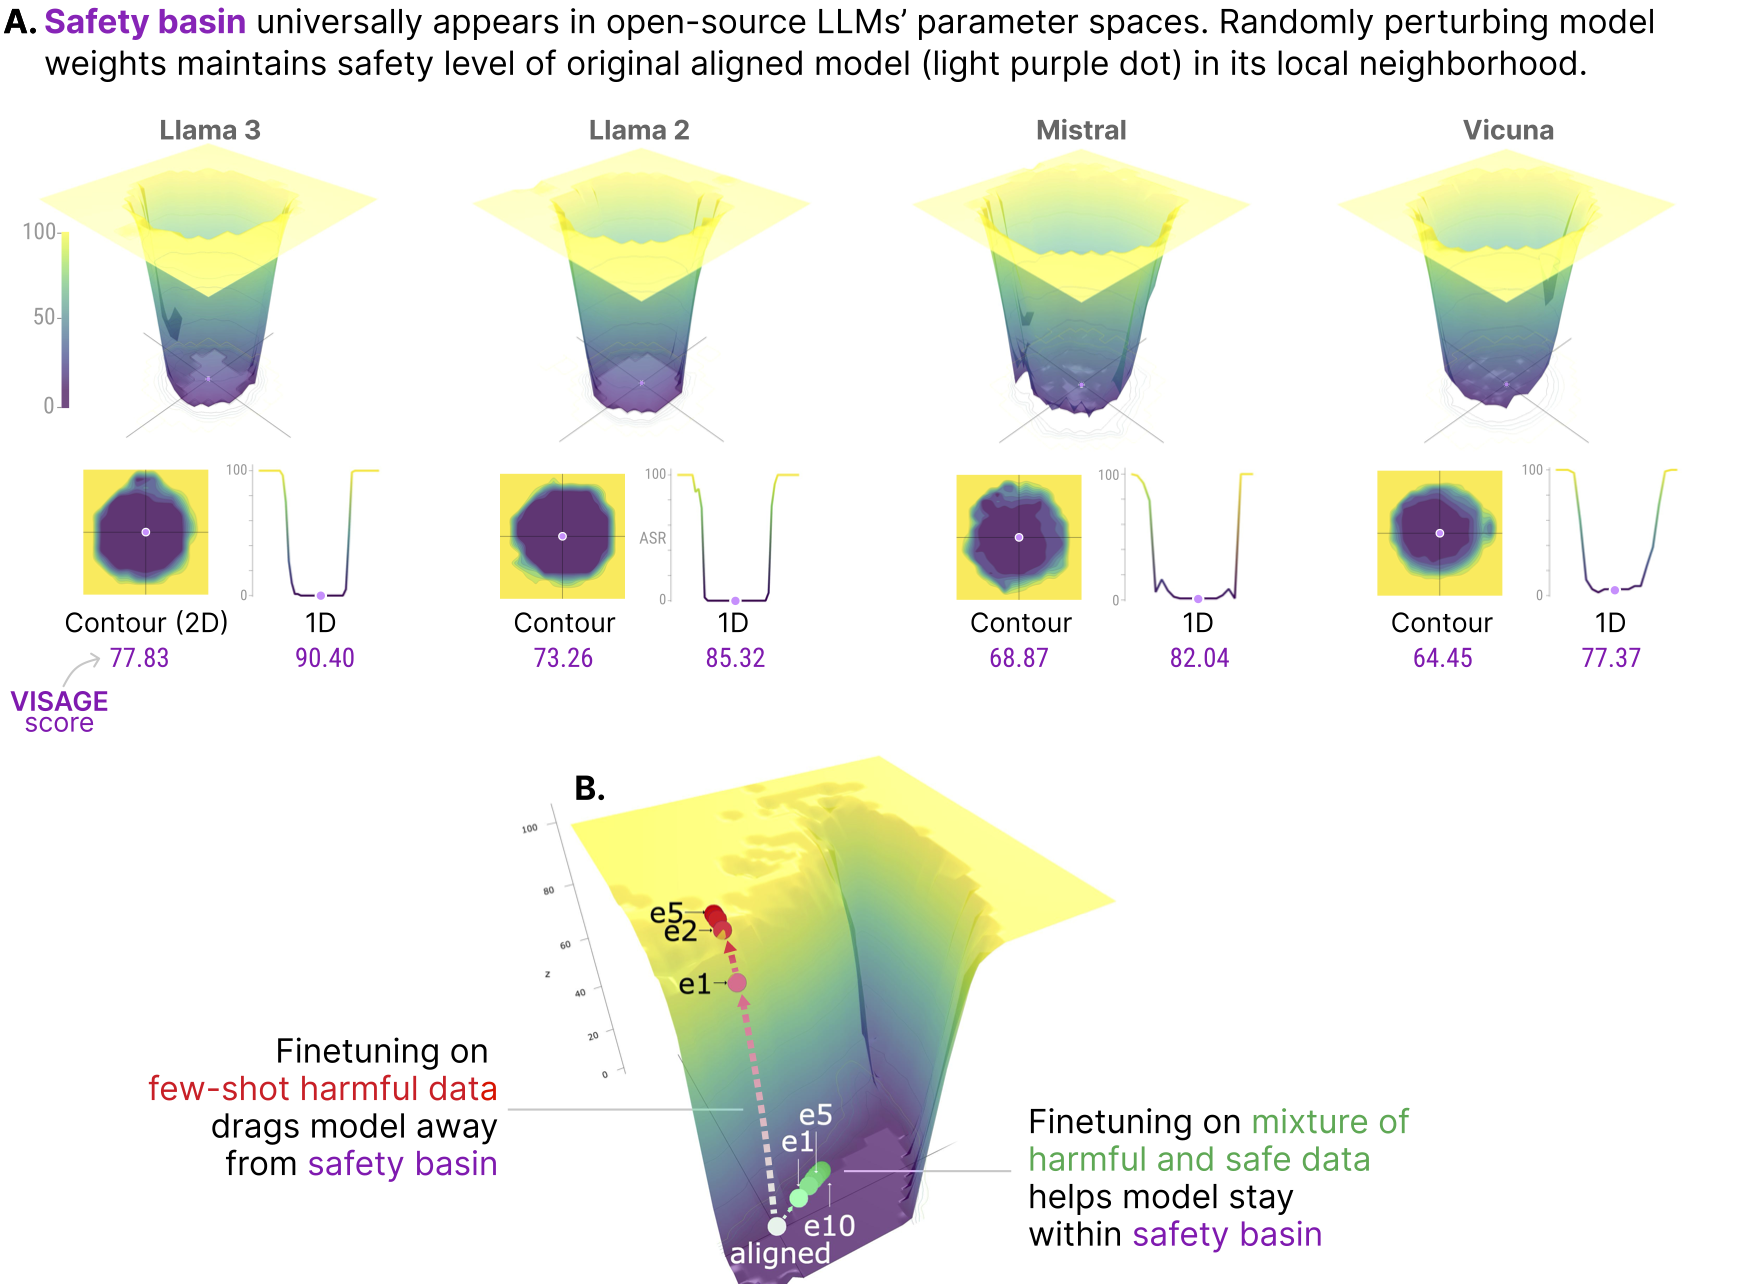 A. Safety basin universally appears in open-source LLMs’ parameter spaces. Randomly perturbing model
weights maintains safety level of original aligned model (light purple dot) in its local neighborhood.
Llama 3
Llama 2
Mistral
Vicuna
100
50
0
100
0
100
ASR
0
100
0
100
0
Contour (2D)
1D
Contour
1D
Contour
1D
Contour
1D
77.83
90.40
73.26
85.32
68.87
82.04
64.45
77.37
VISAGE
score
B.
100
80
60
z
40
20
0
e5
e2
e1
Finetuning on
few-shot harmful data
drags model away
from safety basin
e5
e1
e10
aligned
Finetuning on mixture of
harmful and safe data
helps model stay
within safety basin